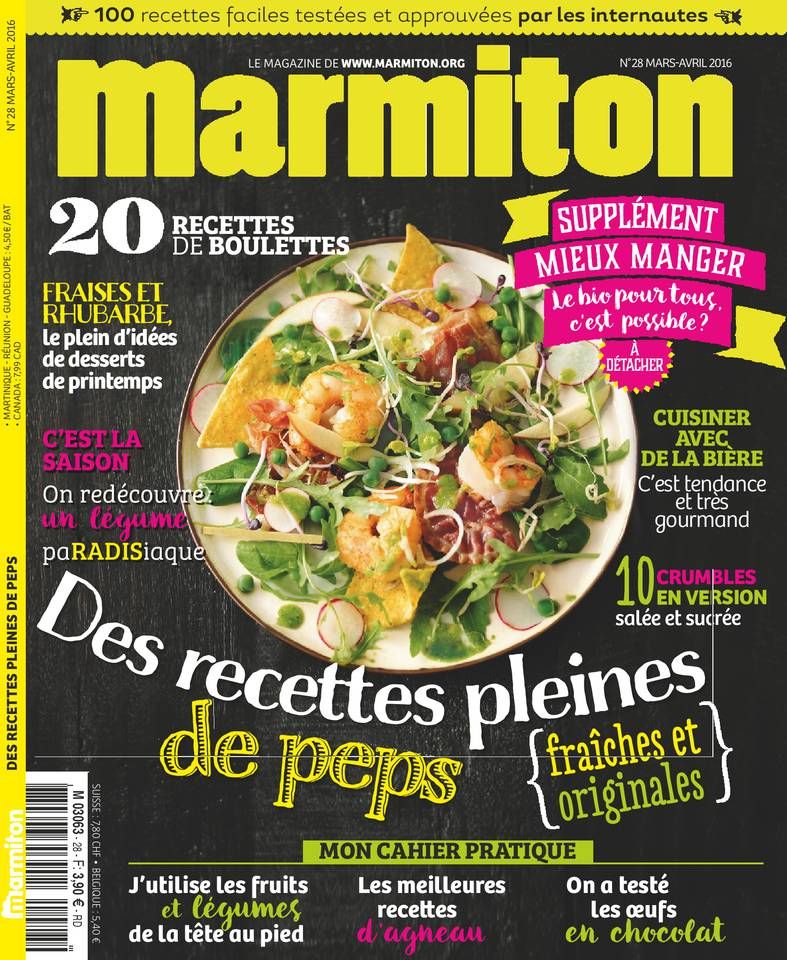 100 recettes faciles testées et approuvées par les internautes
LE MAGAZINE DE WWW.MARMITON.ORG
N°28 MARS-AVRIL 2016
marmiton
20 RECETTES
DE BOULETTES
FRAISES ET
RHUBARBE,
le plein d'idées
de desserts
de printemps
C'EST LA
SAISON
On redécouvre
un légume
paRADISiaque
SUPPLÉMENT
MIEUX MANGER
Le bio pour tous,
c'est possible?
À
DÉTACHER
CUISINER
AVEC
DE LA BIÈRE
C'est tendance
et très
gourmand
10 CRUMBLES
EN VERSION
salée et sucrée
Des recettes pleines
de peps
{fraîches et
originales}
MON CAHIER PRATIQUE
J'utilise les fruits
et légumes
de la tête au pied
Les meilleures
recettes
d'agneau
On a testé
les œufs
en chocolat
N°28 MARS-AVRIL 2016
• MARTINIQUE - RÉUNION - GUADELOUPE : 4,50€/BAT
• CANADA : 7,99 CAD
DES RECETTES PLEINES DE PEPS
marmiton
M 03063 - 28 - F: 3,90 € - RD
SUISSE : 7,80 CHF • BELGIQUE : 5,40 €